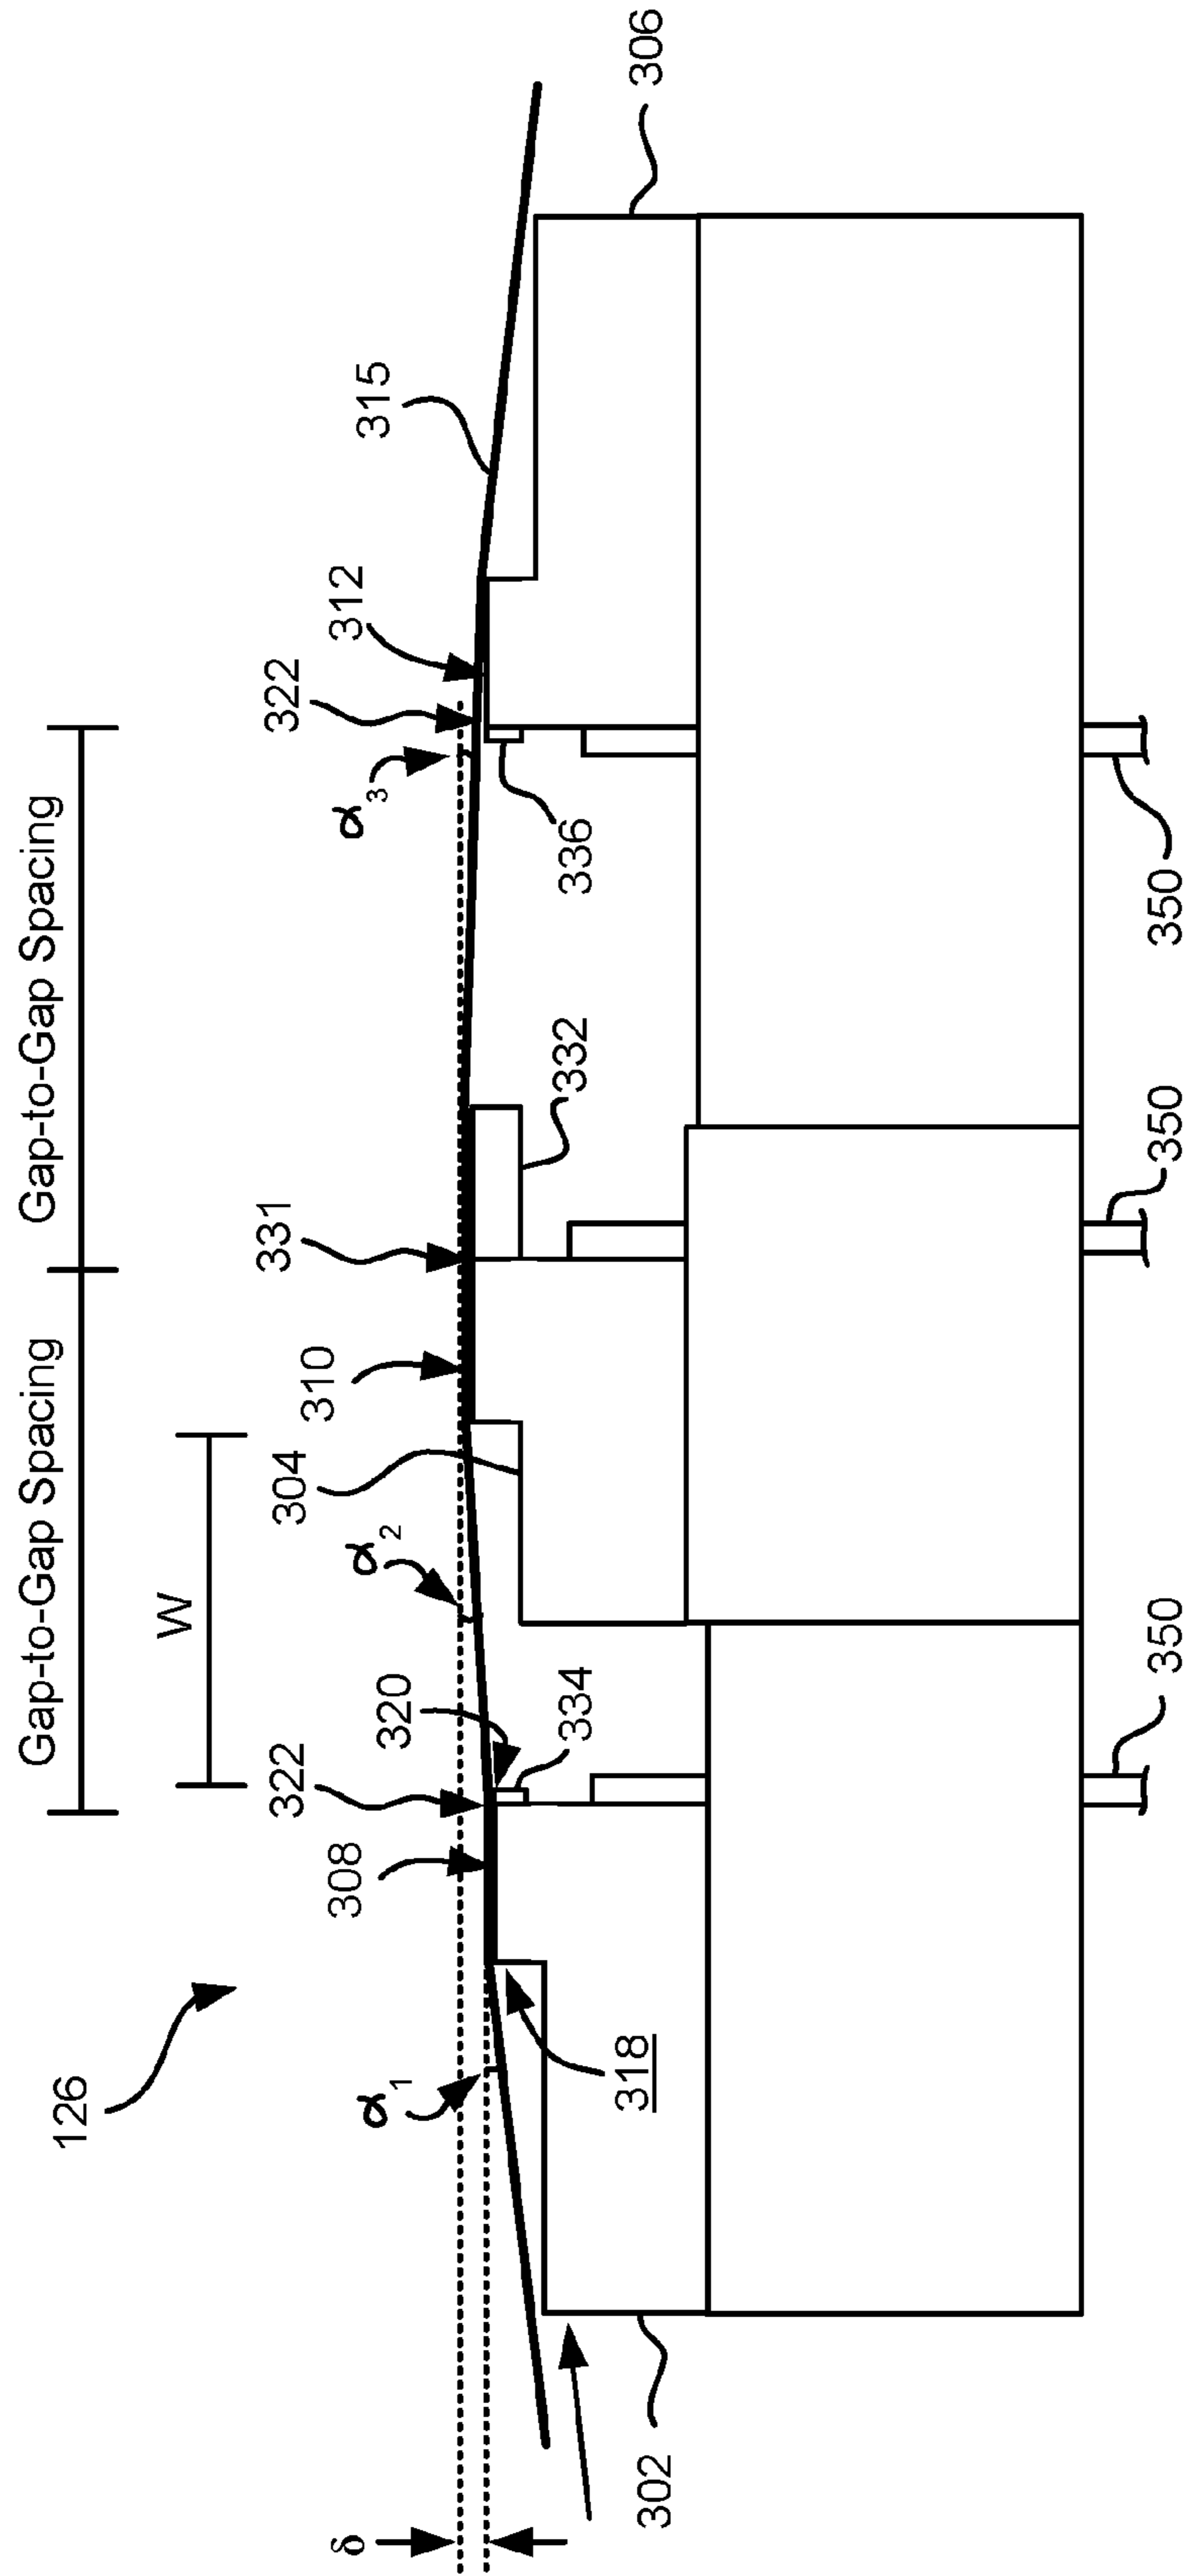 Gap-to-Gap Spacing
Gap-to-Gap Spacing
W
126
δ
α1
308
322
320
334
α2
304
310
331
332
α3
322
312
336
315
306
318
302
350
350
350